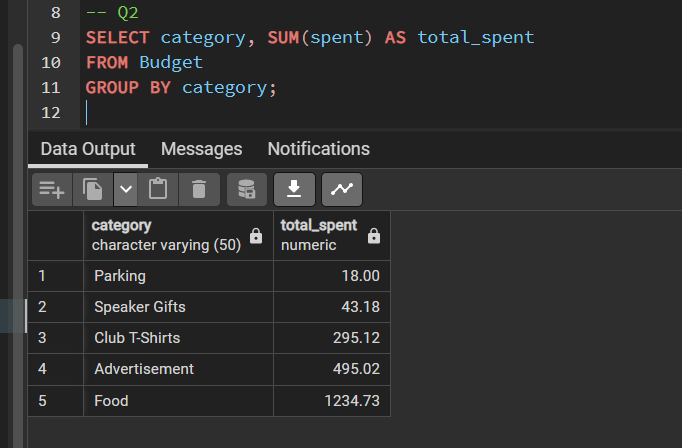 8 -- Q2
9 SELECT category, SUM(spent) AS total_spent
10 FROM Budget
11 GROUP BY category;
12
Data Output Messages Notifications
category total_spent
character varying (50) numeric
1 Parking 18.00
2 Speaker Gifts 43.18
3 Club T-Shirts 295.12
4 Advertisement 495.02
5 Food 1234.73